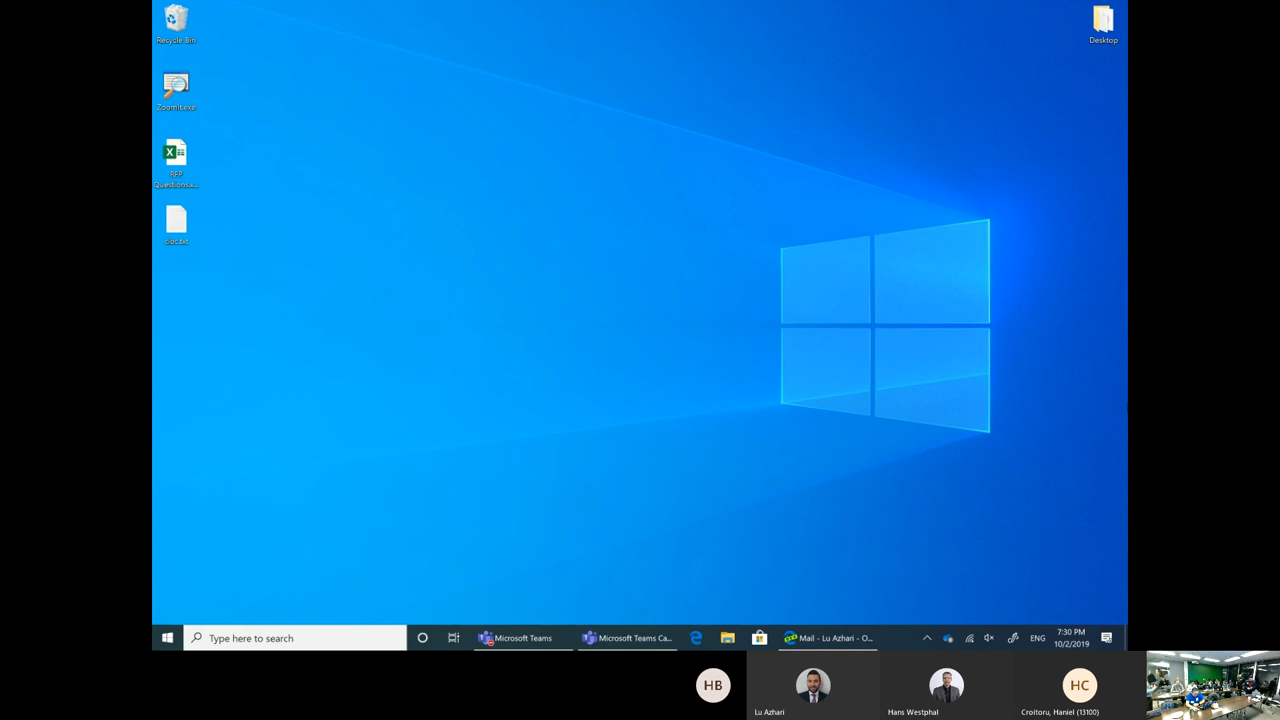 Recycle Bin
Desktop
ZoomIt.exe
RFP
Questions.x...
Type here to search
Microsoft Teams
Microsoft Teams Ca...
Mail - Lu Azhari - O...
ENG
7:30 PM
10/2/2019
HB
Lu Azhari
Hans Westphal
HC
Croitoru, Haniel (13100)